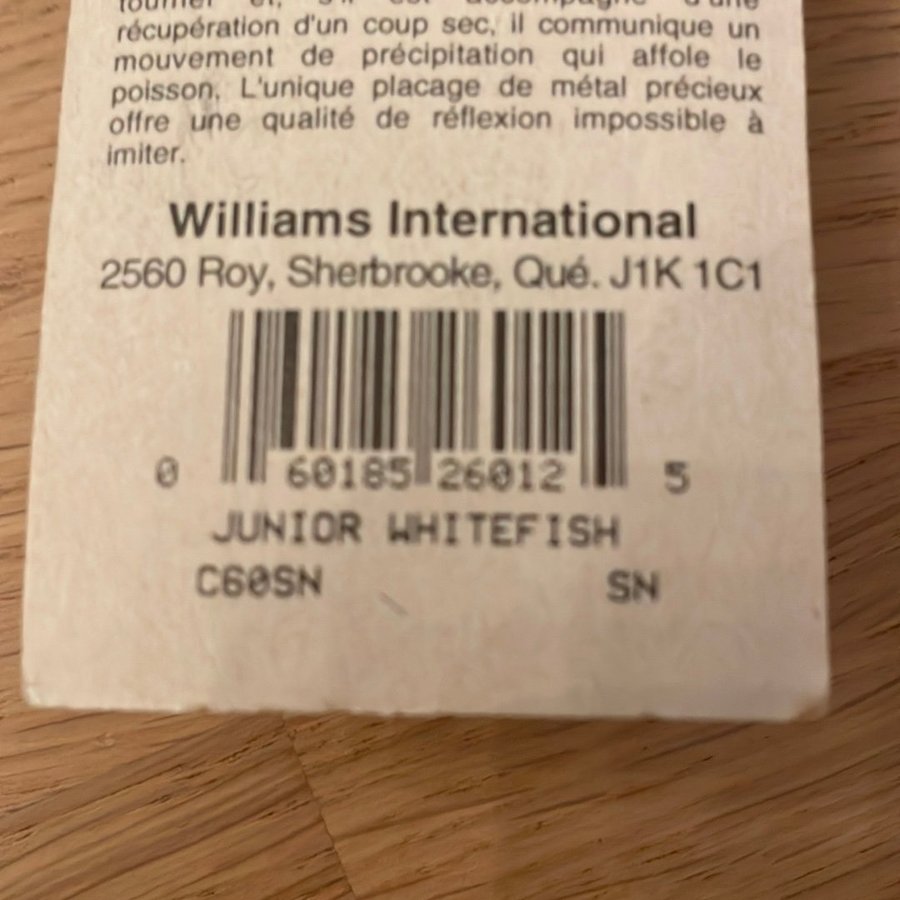 récupération d'un coup sec, il communique un
mouvement de précipitation qui affole le
poisson. L'unique placage de métal précieux
offre une qualité de réflexion impossible à
imiter.
Williams International
2560 Roy, Sherbrooke, Qué. J1K 1C1
0 60185 26012 5
JUNIOR WHITEFISH
C60SN SN